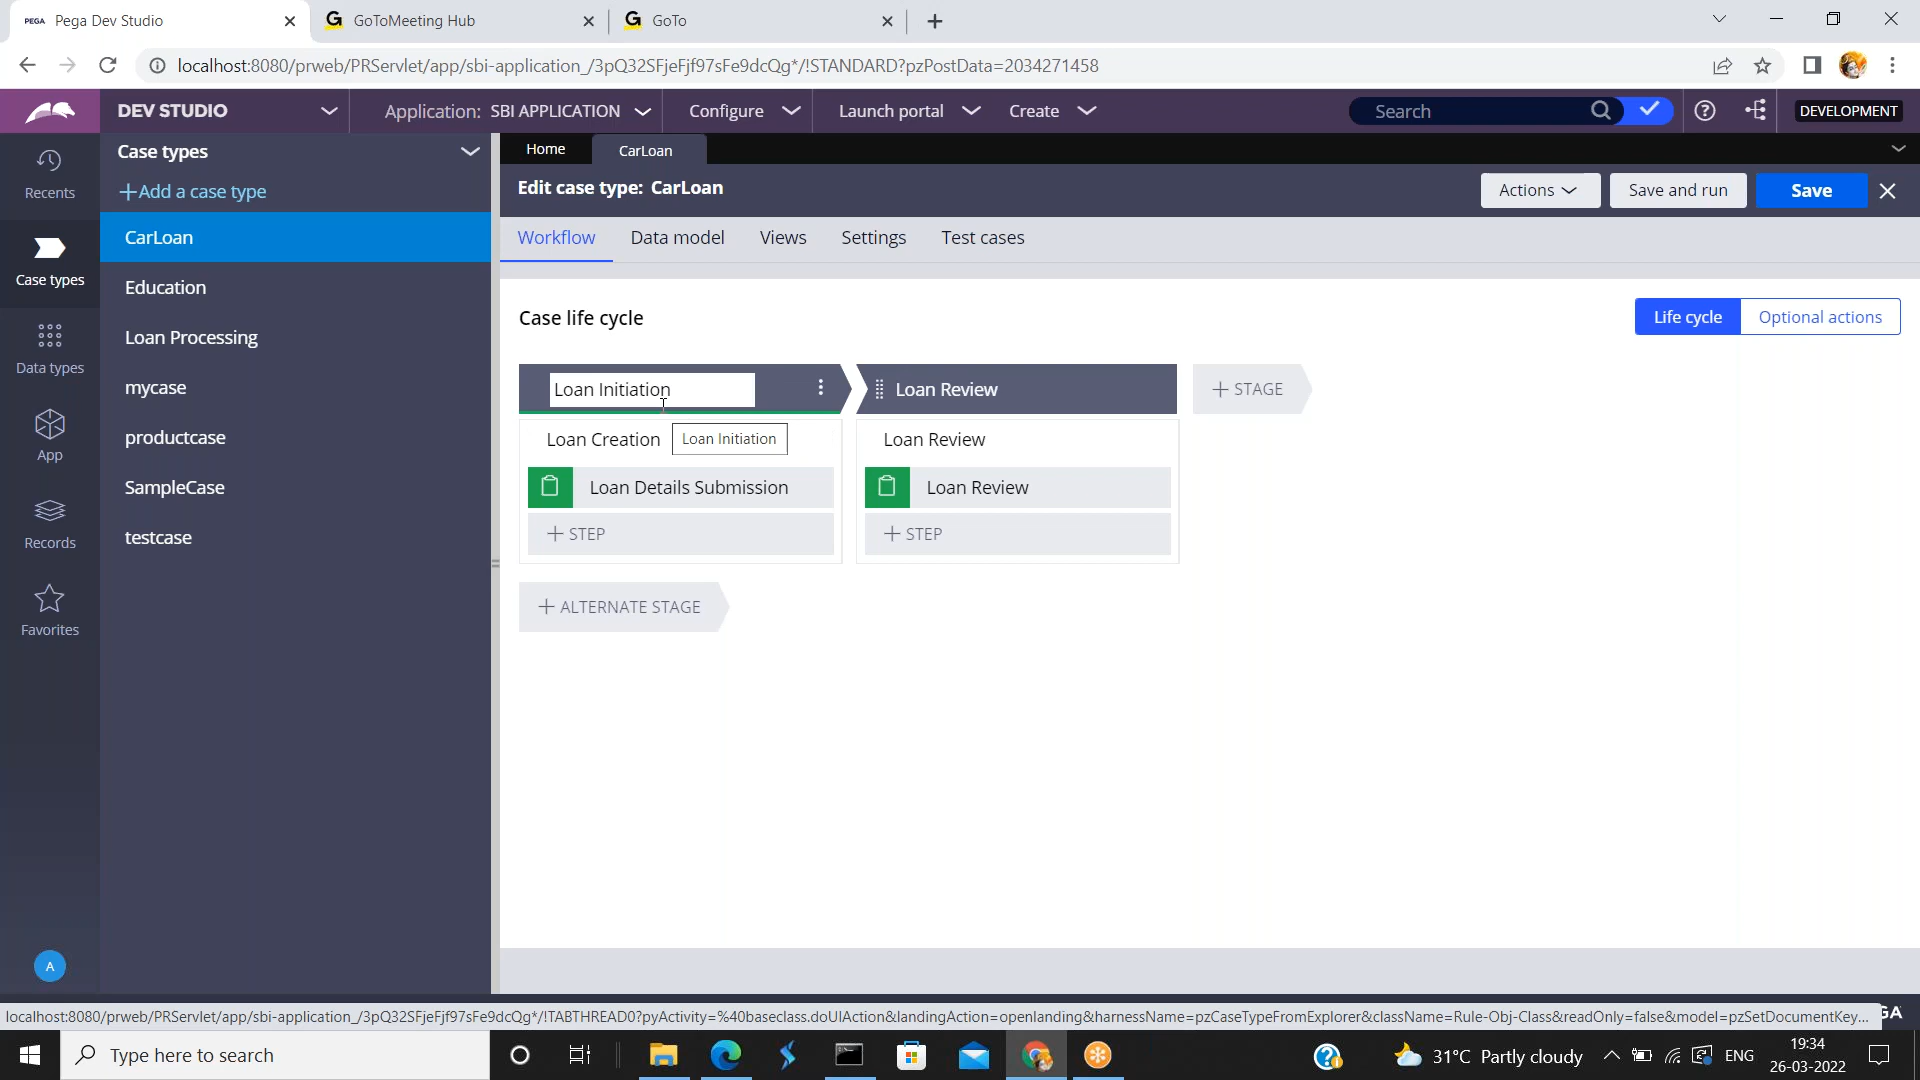 PEGA Pega Dev Studio
GoToMeeting Hub
GoTo
localhost:8080/prweb/PRServlet/app/sbi-application_/3pQ32SFjeFjf97sFe9dcQg*/!STANDARD?pzPostData=2034271458
DEV STUDIO
Application: SBI APPLICATION
Configure
Launch portal
Create
Search
DEVELOPMENT
Recents
Case types
Data types
App
Records
Favorites
A
Case types
+Add a case type
CarLoan
Education
Loan Processing
mycase
productcase
SampleCase
testcase
Home
CarLoan
Edit case type: CarLoan
Actions
Save and run
Save
Workflow
Data model
Views
Settings
Test cases
Case life cycle
Life cycle
Optional actions
Loan Initiation
Loan Review
+ STAGE
Loan Creation
Loan Initiation
Loan Review
Loan Details Submission
Loan Review
+ STEP
+ STEP
+ ALTERNATE STAGE
localhost:8080/prweb/PRServlet/app/sbi-application_/3pQ32SFjeFjf97sFe9dcQg*/!TABTHREAD0?pyActivity=%40baseclass.doUIAction&landingAction=openlanding&harnessName=pzCaseTypeFromExplorer&className=Rule-Obj-Class&readOnly=false&model=pzSetDocumentKey...
GA
Type here to search
31°C Partly cloudy
ENG
19:34
26-03-2022